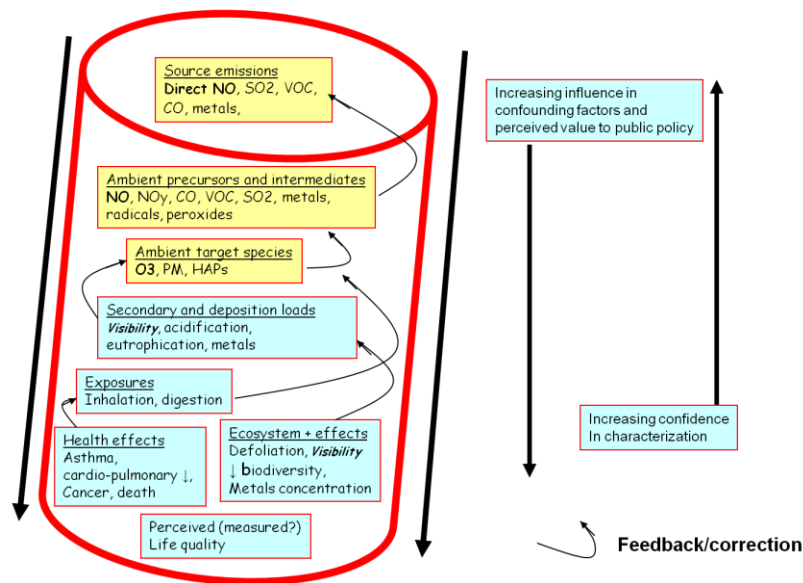 Source emissions
Direct NO, SO2, VOC,
CO, metals,
Ambient precursors and intermediates
NO, NOy, CO, VOC, SO2, metals,
radicals, peroxides
Ambient target species
O3, PM, HAPs
Secondary and deposition loads
Visibility, acidification,
eutrophication, metals
Exposures
Inhalation, digestion
Health effects
Asthma,
cardio-pulmonary ↓,
Cancer, death
Ecosystem + effects
Defoliation, Visibility
↓ biodiversity,
Metals concentration
Perceived (measured?)
Life quality
Increasing influence in
confounding factors and
perceived value to public policy
Increasing confidence
In characterization
Feedback/correction